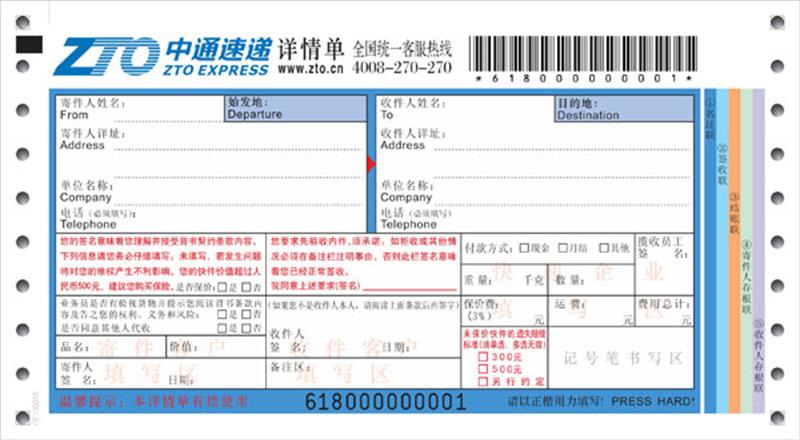 ZTO 中通速递 详情单 全国统一客服热线
ZTO EXPRESS www.zto.cn 4008-270-270
*618000000001*
寄件人姓名: 始发地:
From Departure
收件人姓名: 目的地:
To Destination
寄件人详址:
Address
收件人详址:
Address
单位名称:
Company
单位名称:
Company
电话(必须填写):
Telephone
电话(必须填写):
Telephone
①名址联
②签收联
③结账联
④寄件人存根联
⑤收件人存根联
您的签名意味着您理解并接受背书契约条款内容。
下列信息请您务必仔细填写，未填写，若发生问题
将对您的维权产生不利影响。您的快件价值超过人
民币500元，建议您购买保险。是否保价:□是□否
您要求先验收内件,须承诺:如拒收或其他情
况必须在备注栏注明事由，否则此栏签名意味
着您已经正常签收。
我同意上述要求(签名)
付款方式:□现金 □月结 □其他
揽收员工
签名:
快递企业
重量: 千克 数量:
业务员是否有验视货物并提示您阅读背书条款内
容及告之您的权利、义务和风险: □是□否
是否同意其他人代收 □是□否
(如果您不是收件人本人，请阅读上面条款后再签字)
收件人
签名: 日期:
保价费: 元
(3%)
运费: 元
费用总计: 元
填写区
品名: 价值:
寄件客户
寄件客户
未保价快件的遗失赔偿
标准(须单选、多选无效)
□300元
□500元
□另行约定
记号笔书写区
寄件人
签名: 日期:
填写区
备注区:
填写区
温馨提示:本详情单有偿使用 618000000001 请以正楷用力填写! PRESS HARD!